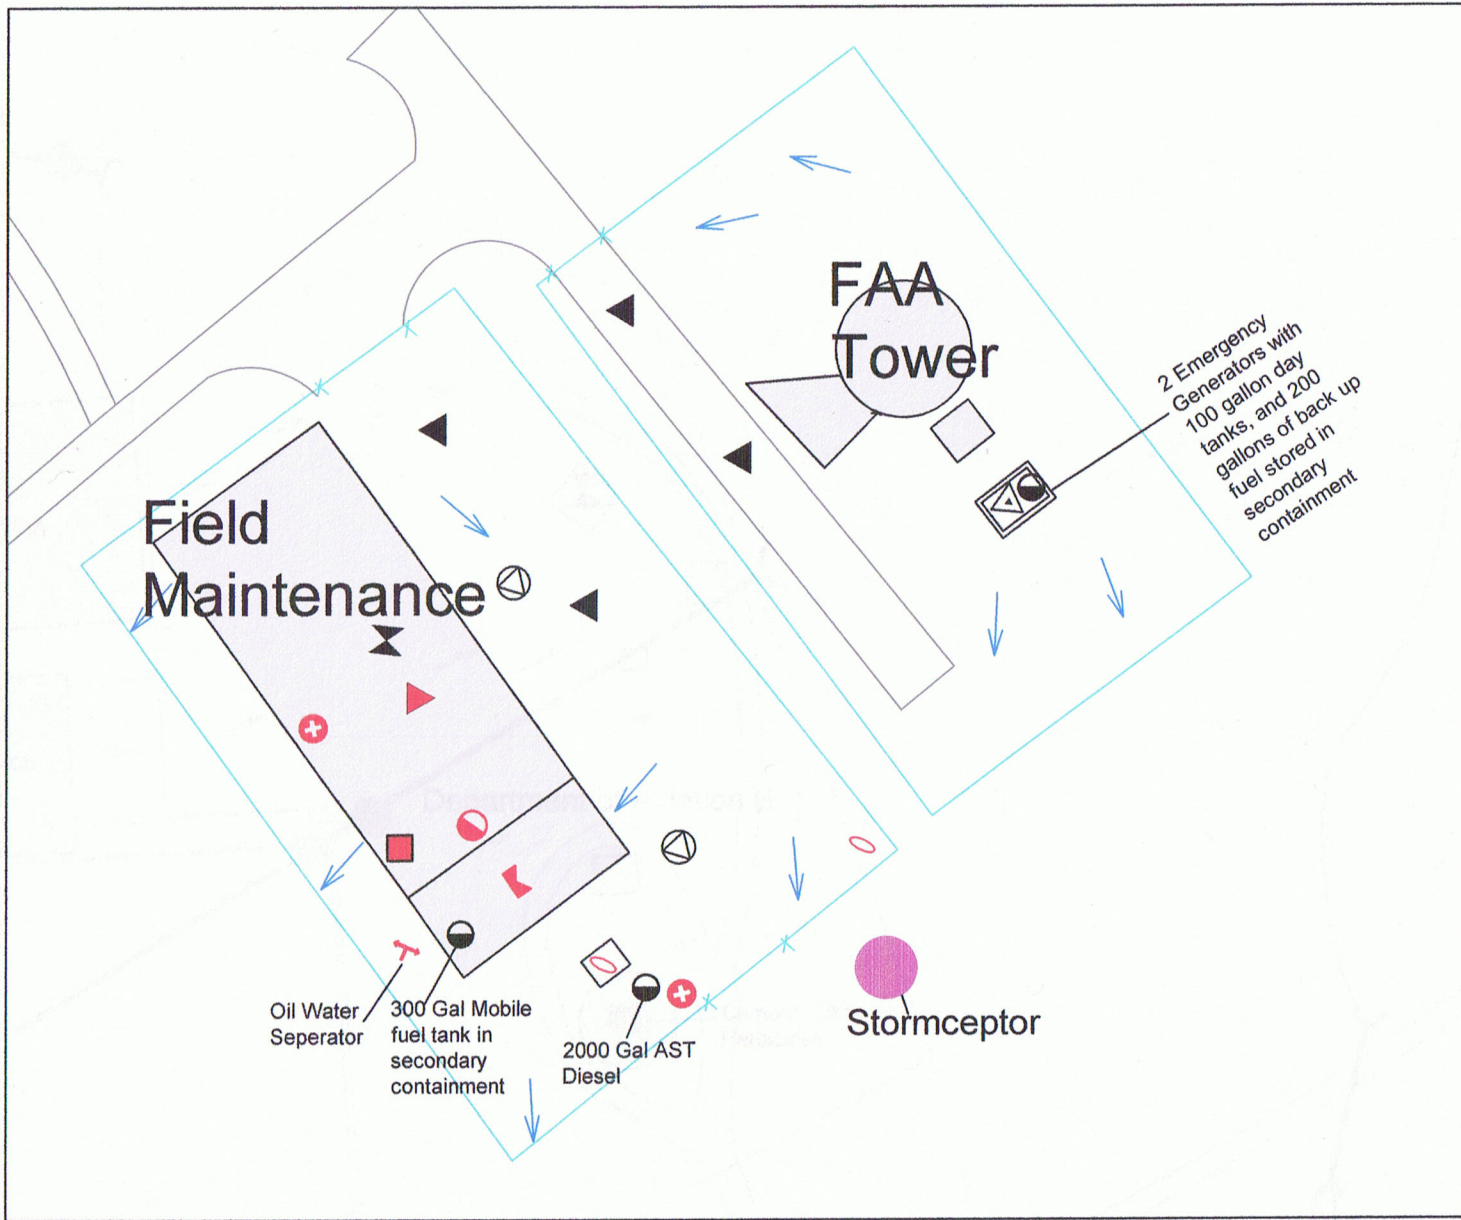 FAA
Tower
2 Emergency
Generators with
100 gallon day
tanks, and 200
gallons of back up
fuel stored in
secondary
containment
Field
Maintenance
Oil Water
Seperator
300 Gal Mobile
fuel tank in
secondary
containment
2000 Gal AST
Diesel
Stormceptor